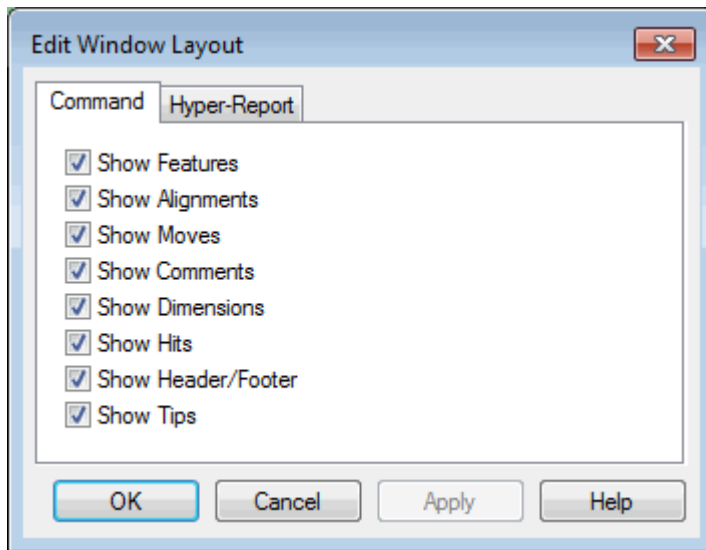 Edit Window Layout
Command Hyper-Report
Show Features
Show Alignments
Show Moves
Show Comments
Show Dimensions
Show Hits
Show Header/Footer
Show Tips
OK Cancel Apply Help